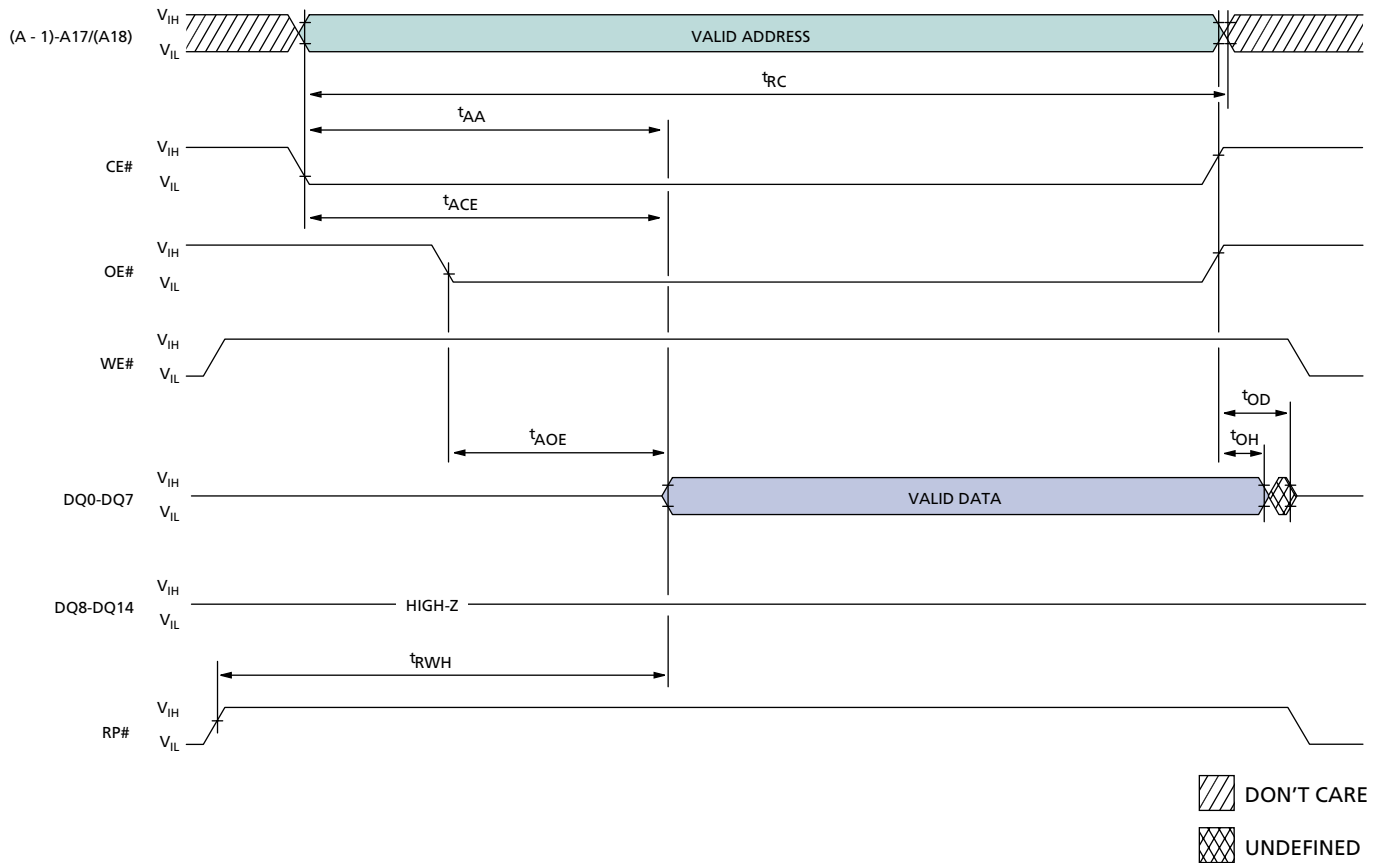 V_IH
(A - 1)-A17/(A18)
V_IL
VALID ADDRESS
t_RC
t_AA
V_IH
CE#
V_IL
t_ACE
V_IH
OE#
V_IL
V_IH
WE#
V_IL
t_OD
t_AOE
t_OH
V_IH
DQ0-DQ7
V_IL
VALID DATA
V_IH
DQ8-DQ14
V_IL
HIGH-Z
t_RWH
V_IH
RP#
V_IL
DON'T CARE
UNDEFINED